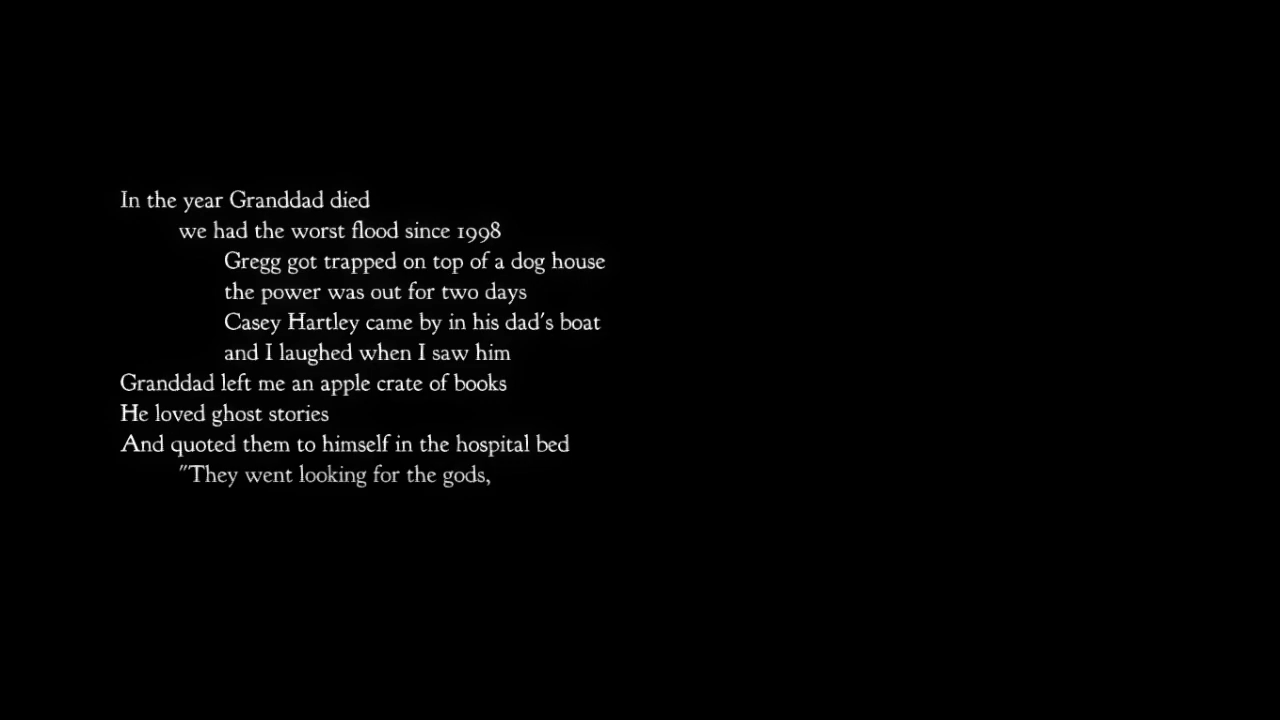 In the year Granddad died
we had the worst flood since 1998
Gregg got trapped on top of a dog house
the power was out for two days
Casey Hartley came by in his dad's boat
and I laughed when I saw him
Granddad left me an apple crate of books
He loved ghost stories
And quoted them to himself in the hospital bed
"They went looking for the gods,